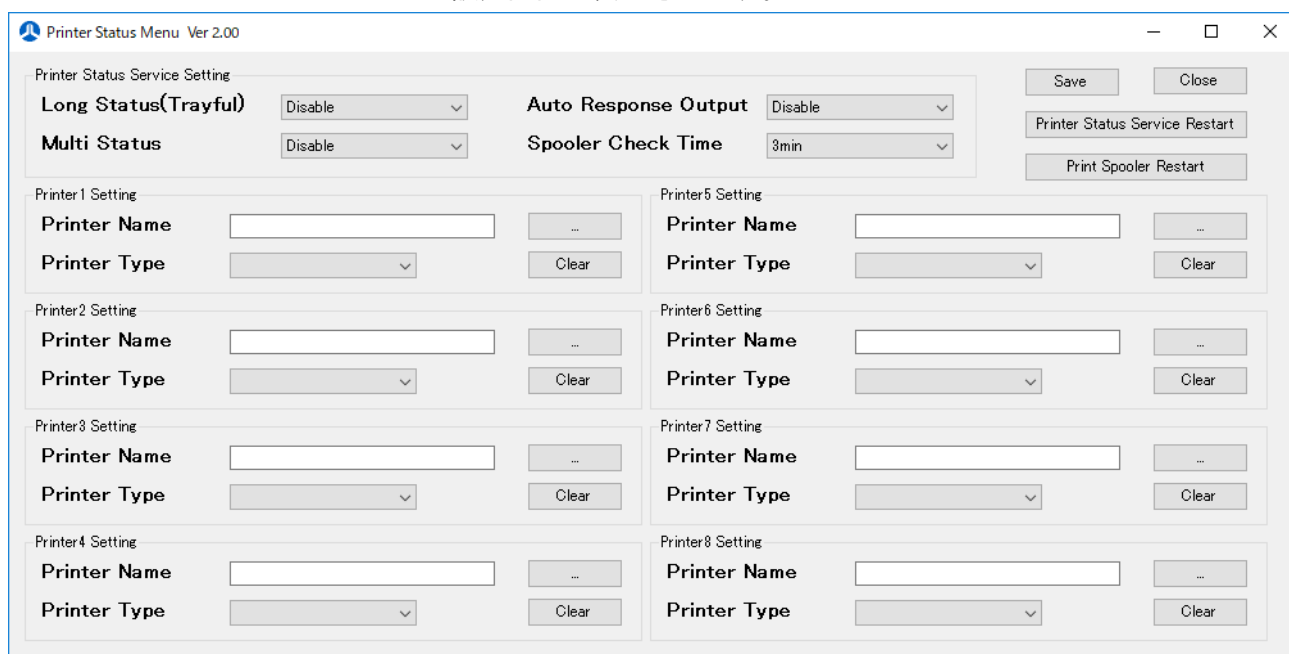 Printer Status Menu Ver 2.00
Printer Status Service Setting
Long Status(Trayful) Disable Auto Response Output Disable
Multi Status Disable Spooler Check Time 3min
Save Close
Printer Status Service Restart
Print Spooler Restart
Printer1 Setting Printer5 Setting
Printer Name ... Printer Name ...
Printer Type Clear Printer Type Clear
Printer2 Setting Printer6 Setting
Printer Name ... Printer Name ...
Printer Type Clear Printer Type Clear
Printer3 Setting Printer7 Setting
Printer Name ... Printer Name ...
Printer Type Clear Printer Type Clear
Printer4 Setting Printer8 Setting
Printer Name ... Printer Name ...
Printer Type Clear Printer Type Clear